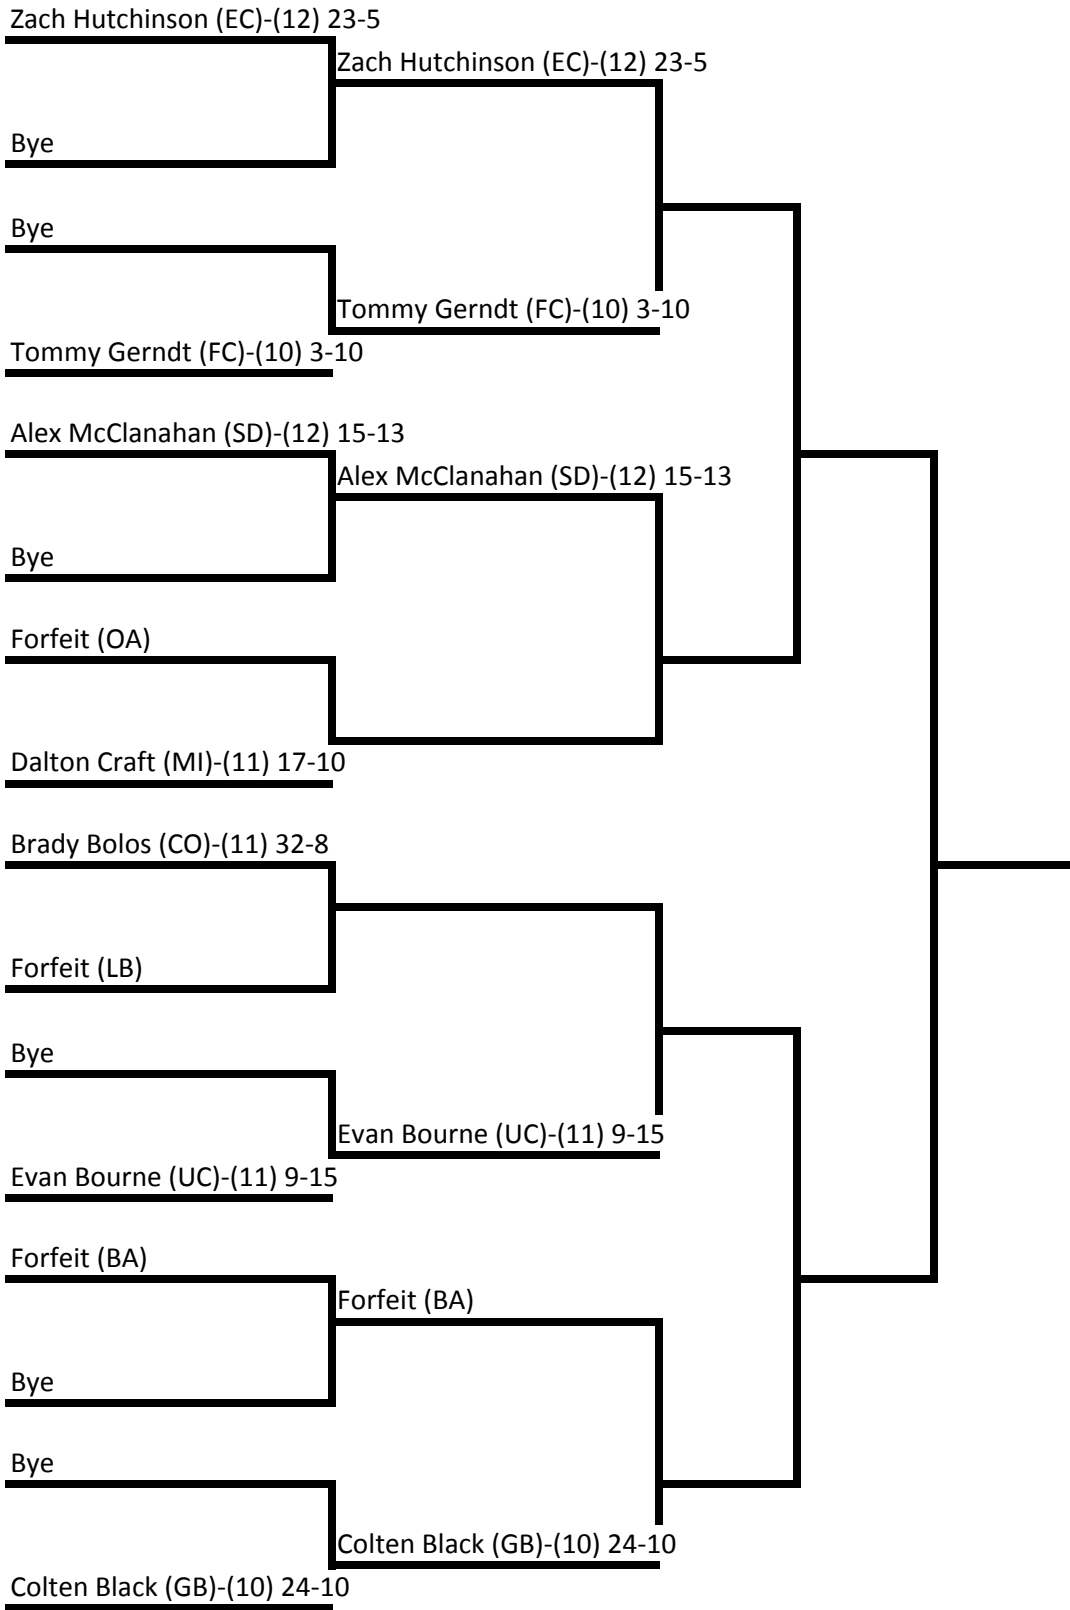 Zach Hutchinson (EC)-(12) 23-5
Zach Hutchinson (EC)-(12) 23-5
Bye
Bye
Tommy Gerndt (FC)-(10) 3-10
Tommy Gerndt (FC)-(10) 3-10
Alex McClanahan (SD)-(12) 15-13
Alex McClanahan (SD)-(12) 15-13
Bye
Forfeit (OA)
Dalton Craft (MI)-(11) 17-10
Brady Bolos (CO)-(11) 32-8
Forfeit (LB)
Bye
Evan Bourne (UC)-(11) 9-15
Evan Bourne (UC)-(11) 9-15
Forfeit (BA)
Forfeit (BA)
Bye
Bye
Colten Black (GB)-(10) 24-10
Colten Black (GB)-(10) 24-10